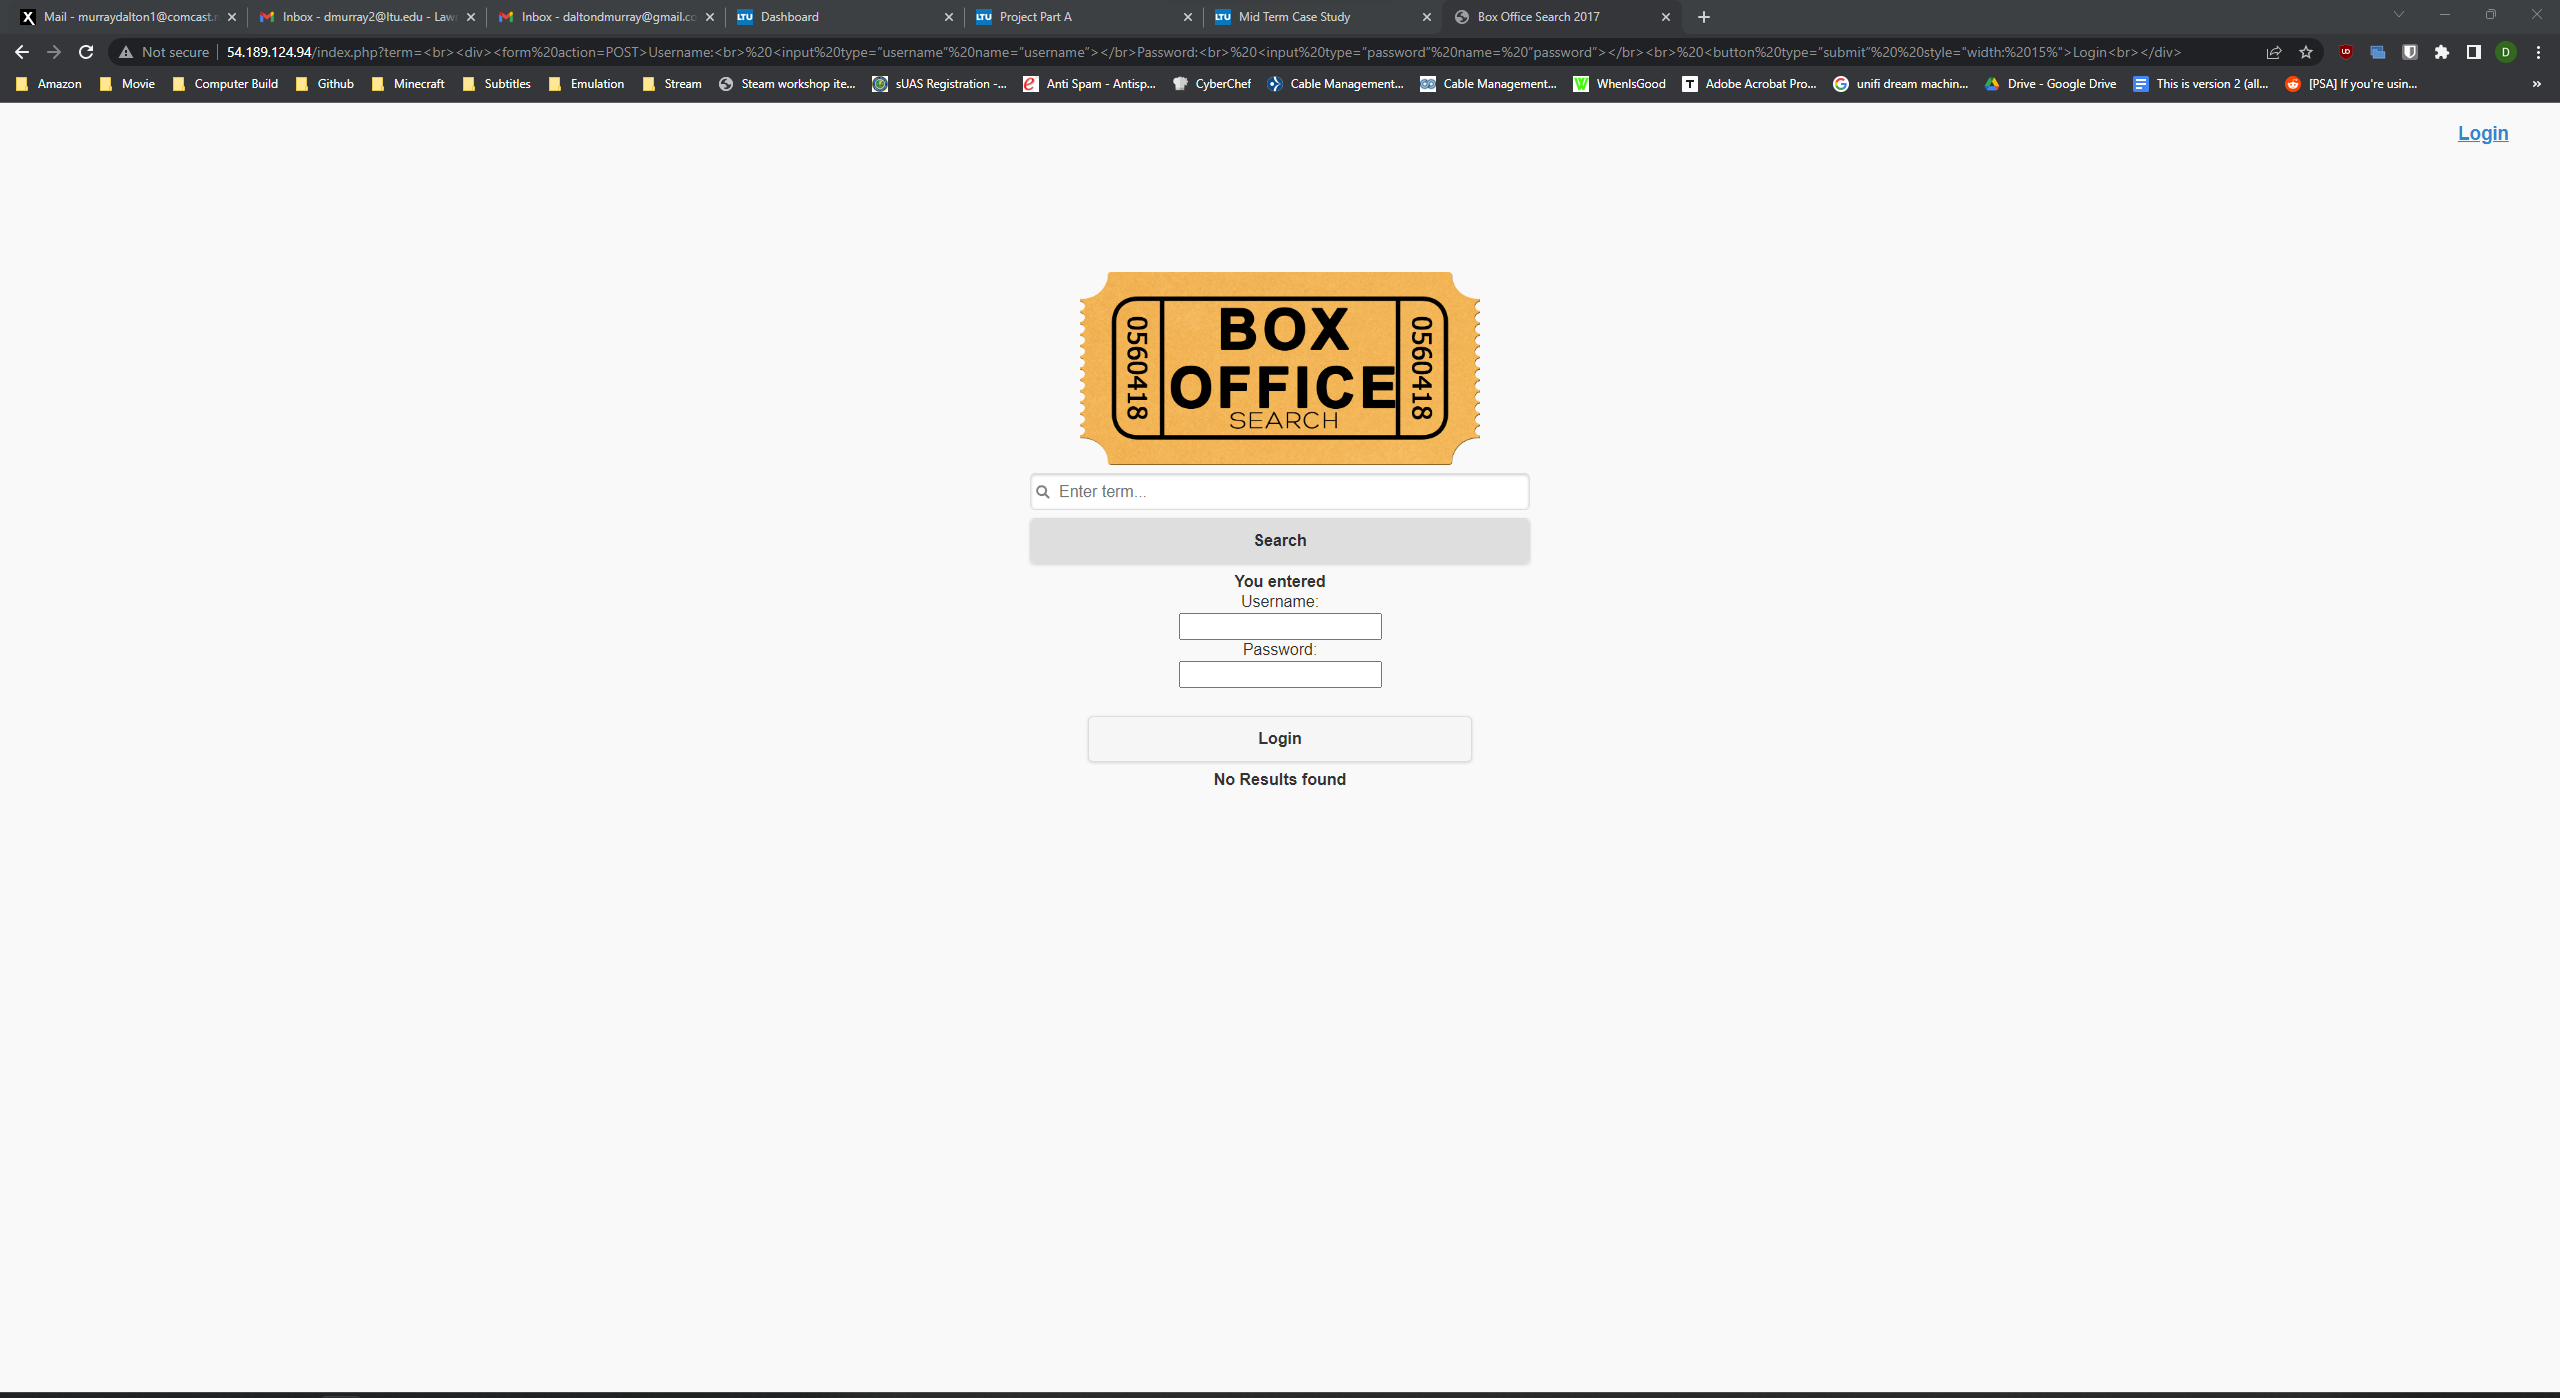 Mail - murraydalton1@comcast.n
Inbox - dmurray2@ltu.edu - Law
Inbox - daltondmurray@gmail.co
LTU Dashboard
LTU Project Part A
LTU Mid Term Case Study
Box Office Search 2017
Not secure 54.189.124.94/index.php?term=<br><div><form%20action=POST>Username:<br>%20<input%20type="username"%20name="username"></br>Password:<br>%20<input%20type="password"%20name=%20"password"></br><br>%20<button%20type="submit"%20%20style="width:%2015%">Login<br></div>
D
Amazon Movie Computer Build Github Minecraft Subtitles Emulation Stream Steam workshop ite... sUAS Registration -... Anti Spam - Antisp... CyberChef Cable Management... Cable Management... WhenIsGood Adobe Acrobat Pro... unifi dream machin... Drive - Google Drive This is version 2 (all... [PSA] If you're usin... »
Login
0560418
BOX
OFFICE
SEARCH
0560418
Enter term...
Search
You entered
Username:
Password:
Login
No Results found